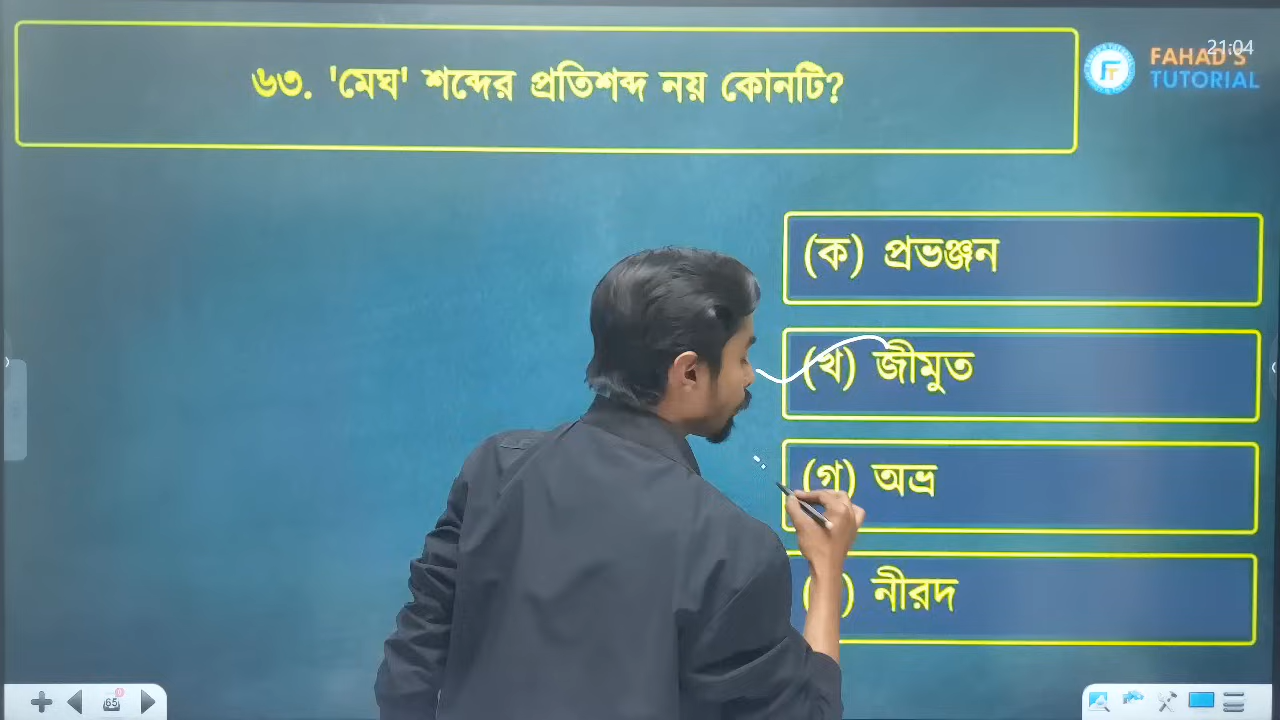 ৬৩. 'মেঘ' শব্দের প্রতিশব্দ নয় কোনটি?
21:04
FAHAD'S
TUTORIAL
(ক) প্রভঞ্জন
(খ) জীমুত
(গ) অভ্র
নীরদ
65